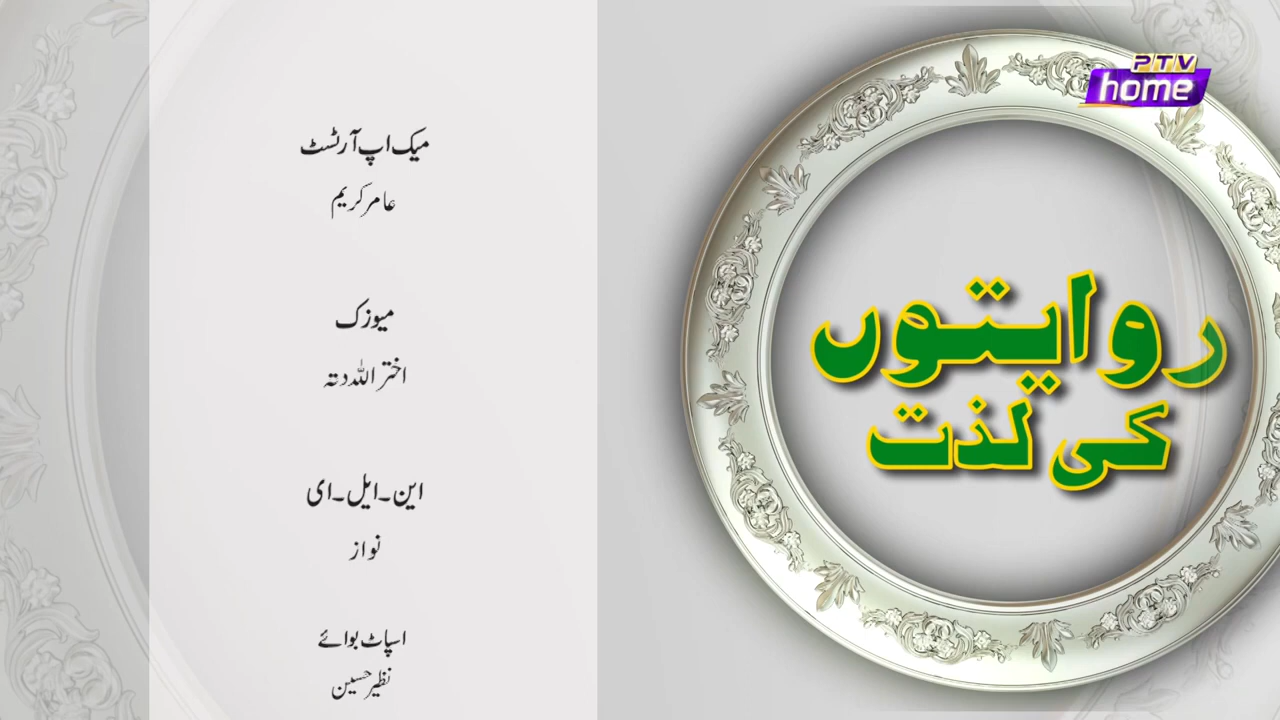 PTV
home
میک اپ آرٹسٹ
عامر کریم
میوزک
اختر اللہ دتہ
این۔ایل۔ای
نواز
اسپاٹ بوائے
نظیر حسین
روایتوں
کی لذت